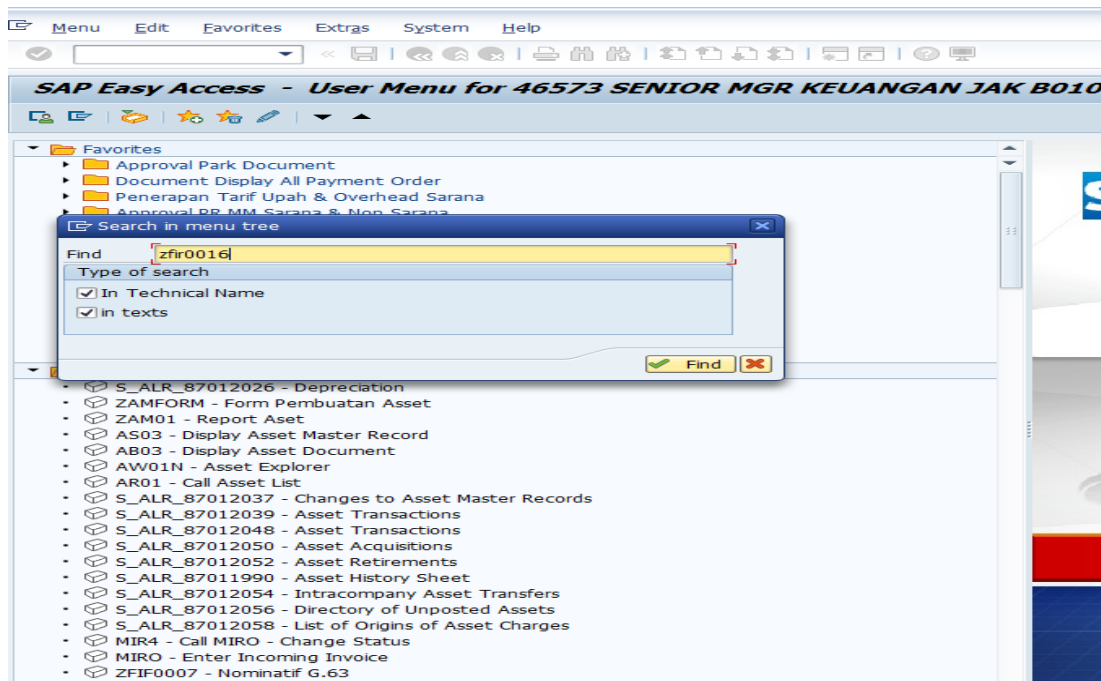 Menu Edit Favorites Extras System Help
SAP Easy Access - User Menu for 46573 SENIOR MGR KEUANGAN JAK B010
Favorites
Approval Park Document
Document Display All Payment Order
Penerapan Tarif Upah & Overhead Sarana
Approval PR MM Sarana & Non Sarana
Search in menu tree
Find zfir0016
Type of search
In Technical Name
in texts
Find
S_ALR_87012026 - Depreciation
ZAMFORM - Form Pembuatan Asset
ZAM01 - Report Aset
AS03 - Display Asset Master Record
AB03 - Display Asset Document
AW01N - Asset Explorer
AR01 - Call Asset List
S_ALR_87012037 - Changes to Asset Master Records
S_ALR_87012039 - Asset Transactions
S_ALR_87012048 - Asset Transactions
S_ALR_87012050 - Asset Acquisitions
S_ALR_87012052 - Asset Retirements
S_ALR_87011990 - Asset History Sheet
S_ALR_87012054 - Intracompany Asset Transfers
S_ALR_87012056 - Directory of Unposted Assets
S_ALR_87012058 - List of Origins of Asset Charges
MIR4 - Call MIRO - Change Status
MIRO - Enter Incoming Invoice
ZFIF0007 - Nominatif G.63